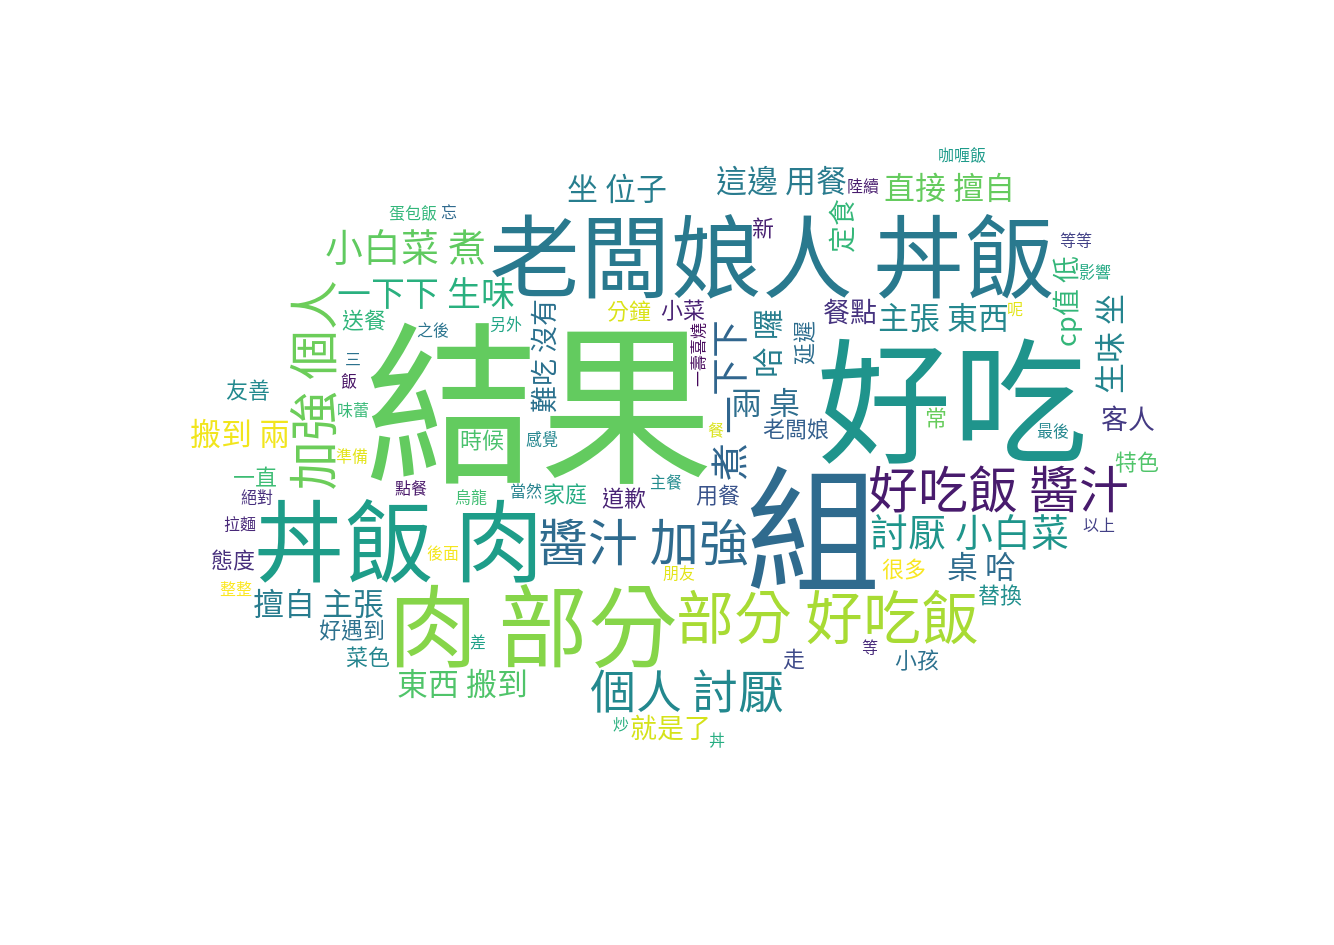 咖喱飯
坐 位子
這邊 用餐
陸續
直接 擅自
蛋包飯
忘
老闆娘人 丼飯
新
定食
等等
小白菜 煮
影響
一下下 生味
cp值 低
加強 個人
送餐
之後
另外
難吃 沒有
分鐘
小菜
一壽喜燒
一下下 煮
哈 囉
延遲
餐點
主張 東西
呢
生味 坐
結果
好吃
三
飯
友善
味蕾
兩 桌
老闆娘
常
最後
客人
搬到 兩
時候
感覺
餐
準備
特色
一直
絕對
點餐
烏龍
當然
家庭
道歉
主餐
用餐
組
好吃飯 醬汁
拉麵
丼飯 肉
醬汁 加強
討厭 小白菜
以上
態度
後面
朋友
很多
桌 哈
整整
擅自 主張
肉 部分
部分 好吃飯
替換
好遇到
菜色
差
走
等
小孩
東西 搬到
個人 討厭
炒
就是了
丼